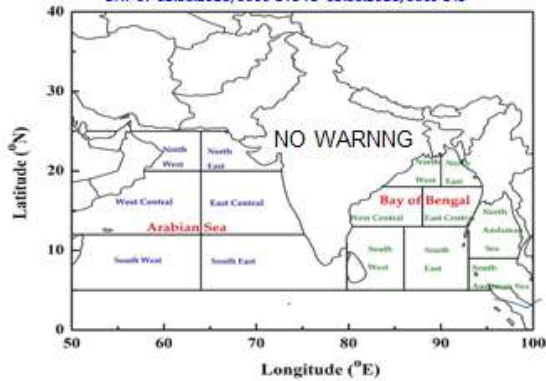 40
30
20
10
0
Latitude (°N)
NO WARNNG
North
West
North
East
West Central
East Central
Arabian Sea
South West
South East
North
West
North
East
Bay of Bengal
West Central
East Central
South
West
South
East
North
Andaman
Sea
South
Andaman Sea
50
60
70
80
90
100
Longitude (°E)